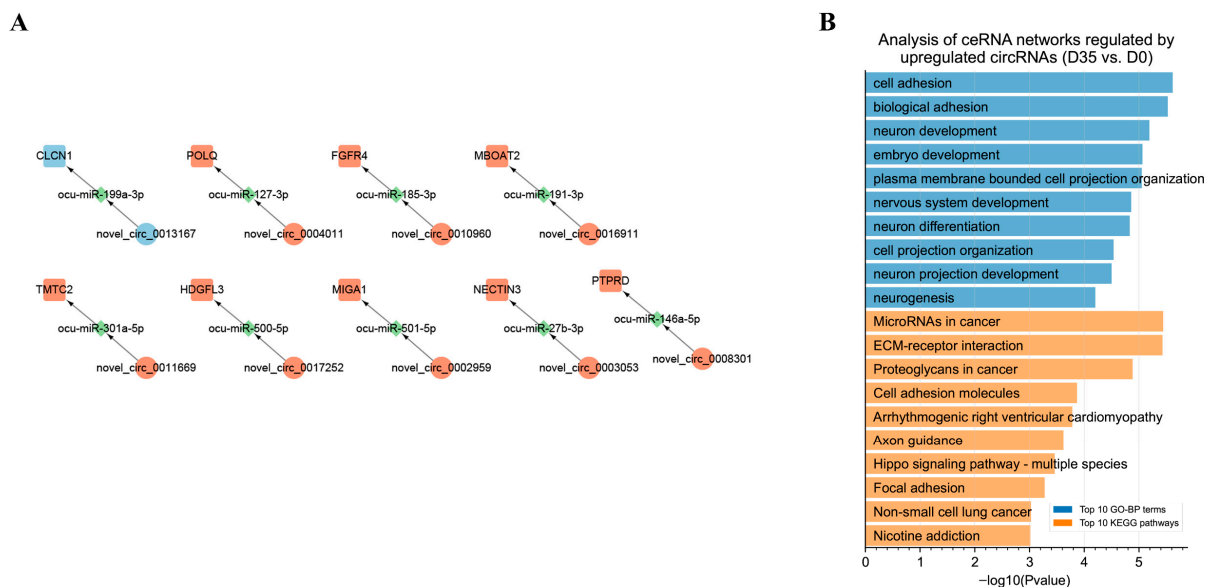 A
CLCN1
POLQ
FGFR4
MBOAT2
ocu-miR-199a-3p
ocu-miR-127-3p
ocu-miR-185-3p
ocu-miR-191-3p
novel_circ_0013167
novel_circ_0004011
novel_circ_0010960
novel_circ_0016911
TMTC2
HDGFL3
MIGA1
NECTIN3
PTPRD
ocu-miR-301a-5p
ocu-miR-500-5p
ocu-miR-501-5p
ocu-miR-27b-3p
ocu-miR-146a-5p
novel_circ_0011669
novel_circ_0017252
novel_circ_0002959
novel_circ_0003053
novel_circ_0008301
B
Analysis of ceRNA networks regulated by
upregulated circRNAs (D35 vs. D0)
cell adhesion
biological adhesion
neuron development
embryo development
plasma membrane bounded cell projection organization
nervous system development
neuron differentiation
cell projection organization
neuron projection development
neurogenesis
MicroRNAs in cancer
ECM-receptor interaction
Proteoglycans in cancer
Cell adhesion molecules
Arrhythmogenic right ventricular cardiomyopathy
Axon guidance
Hippo signaling pathway - multiple species
Focal adhesion
Non-small cell lung cancer
Nicotine addiction
Top 10 GO-BP terms
Top 10 KEGG pathways
0 1 2 3 4 5
−log10(Pvalue)